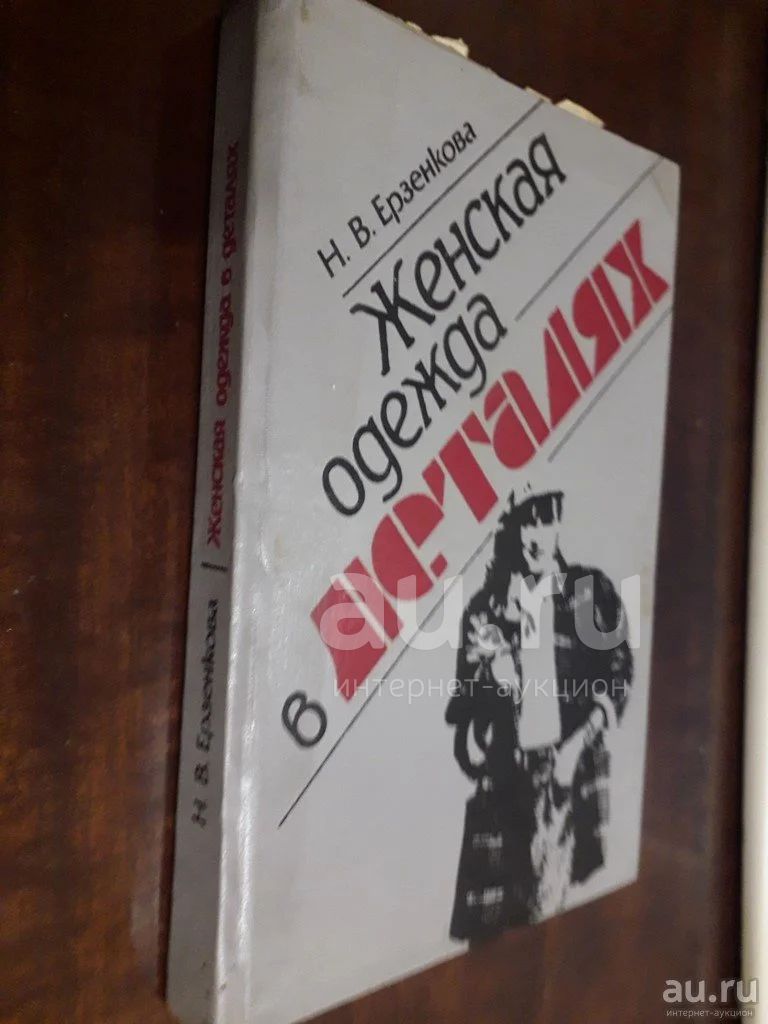 Н. В. Ерзенкова
Женская
одежда
в деталях
Н. В. Ерзенкова / Женская одежда в деталях
au.ru
интернет-аукцион
au.ru
интернет-аукцион